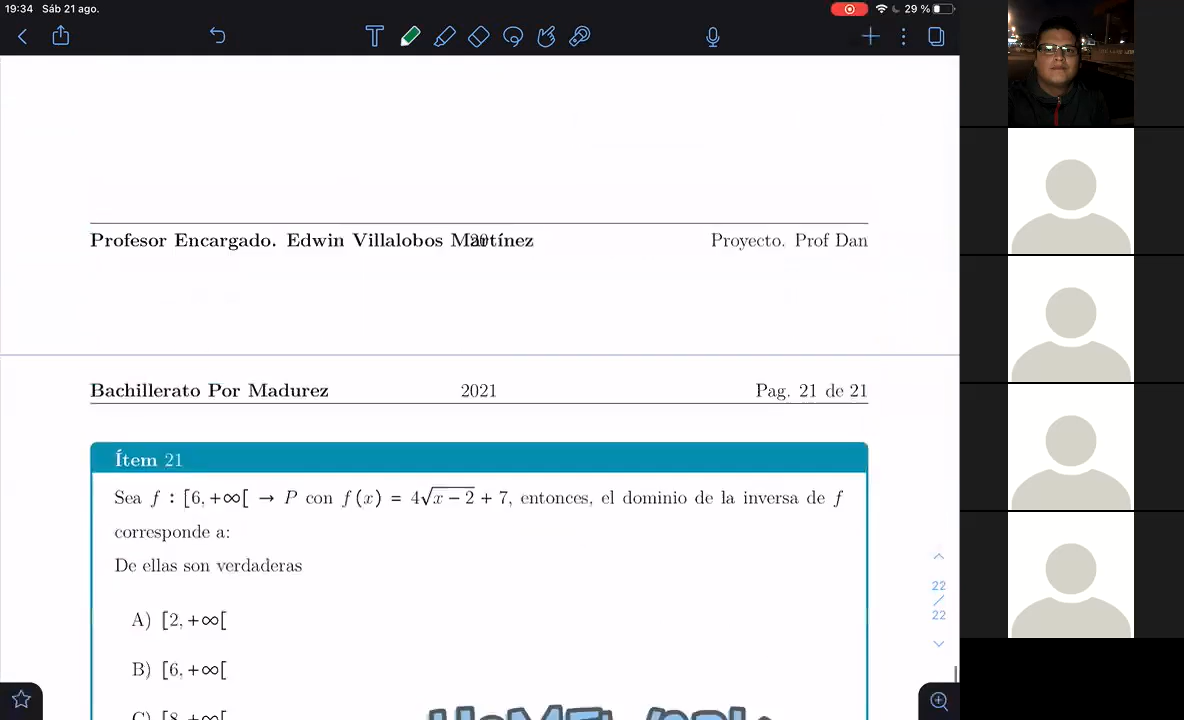 19:34 Sáb 21 ago. 29 %
Profesor Encargado. Edwin Villalobos Martínez 20 Proyecto. Prof Dan
Bachillerato Por Madurez 2021 Pag. 21 de 21
Ítem 21
Sea f : [6, +∞[ → P con f(x) = 4√x − 2 + 7, entonces, el dominio de la inversa de f
corresponde a:
De ellas son verdaderas
A) [2, +∞[
B) [6, +∞[
C) [8, +∞[
22
/
22